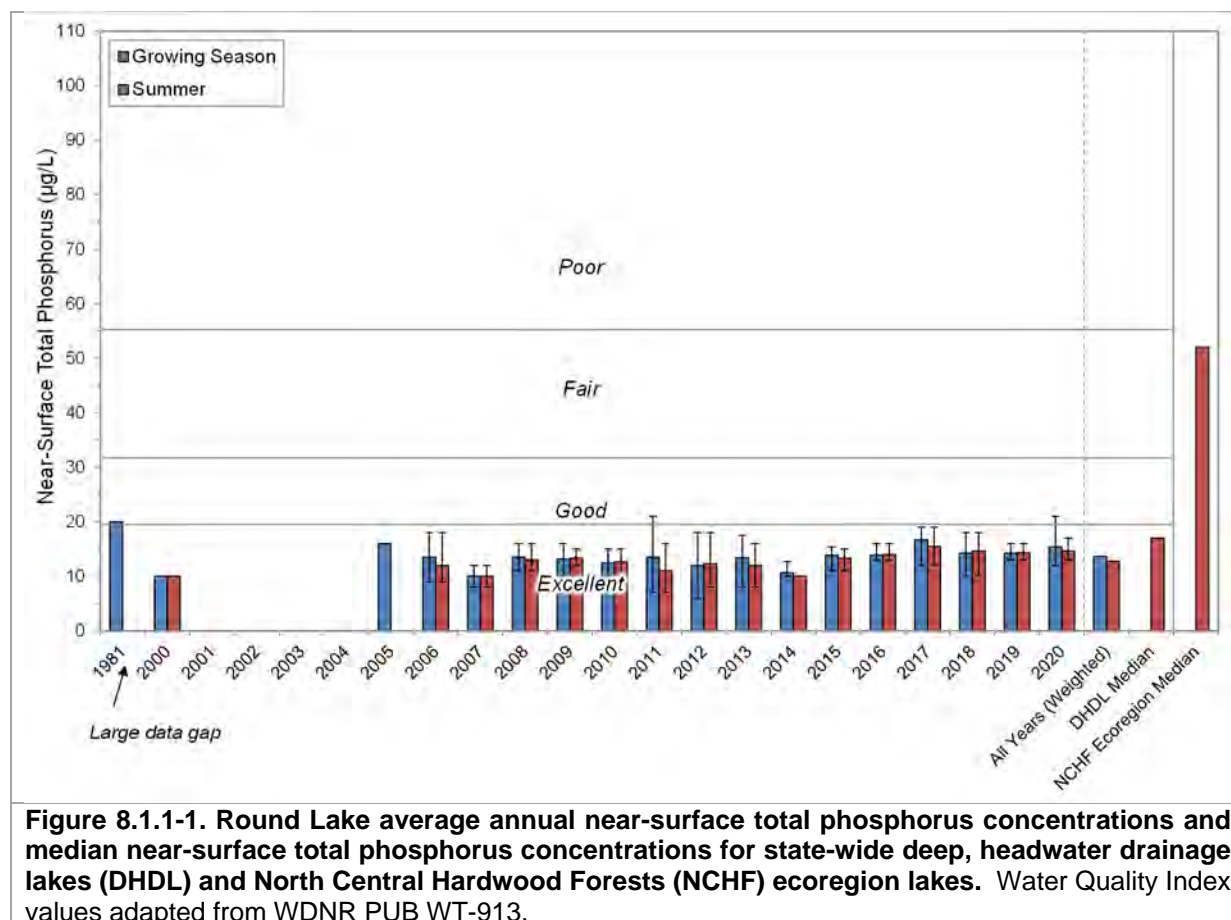 110
100
90
80
70
60
50
40
30
20
10
0
Near-Surface Total Phosphorus (µg/L)
Growing Season
Summer
Poor
Fair
Good
Excellent
1981
2000
2001
2002
2003
2004
2005
2006
2007
2008
2009
2010
2011
2012
2013
2014
2015
2016
2017
2018
2019
2020
All Years (Weighted)
DHDL Median
NCHF Ecoregion Median
Large data gap
Figure 8.1.1-1. Round Lake average annual near-surface total phosphorus concentrations and
median near-surface total phosphorus concentrations for state-wide deep, headwater drainage
lakes (DHDL) and North Central Hardwood Forests (NCHF) ecoregion lakes. Water Quality Index
values adapted from WDNR PUB WT-913.